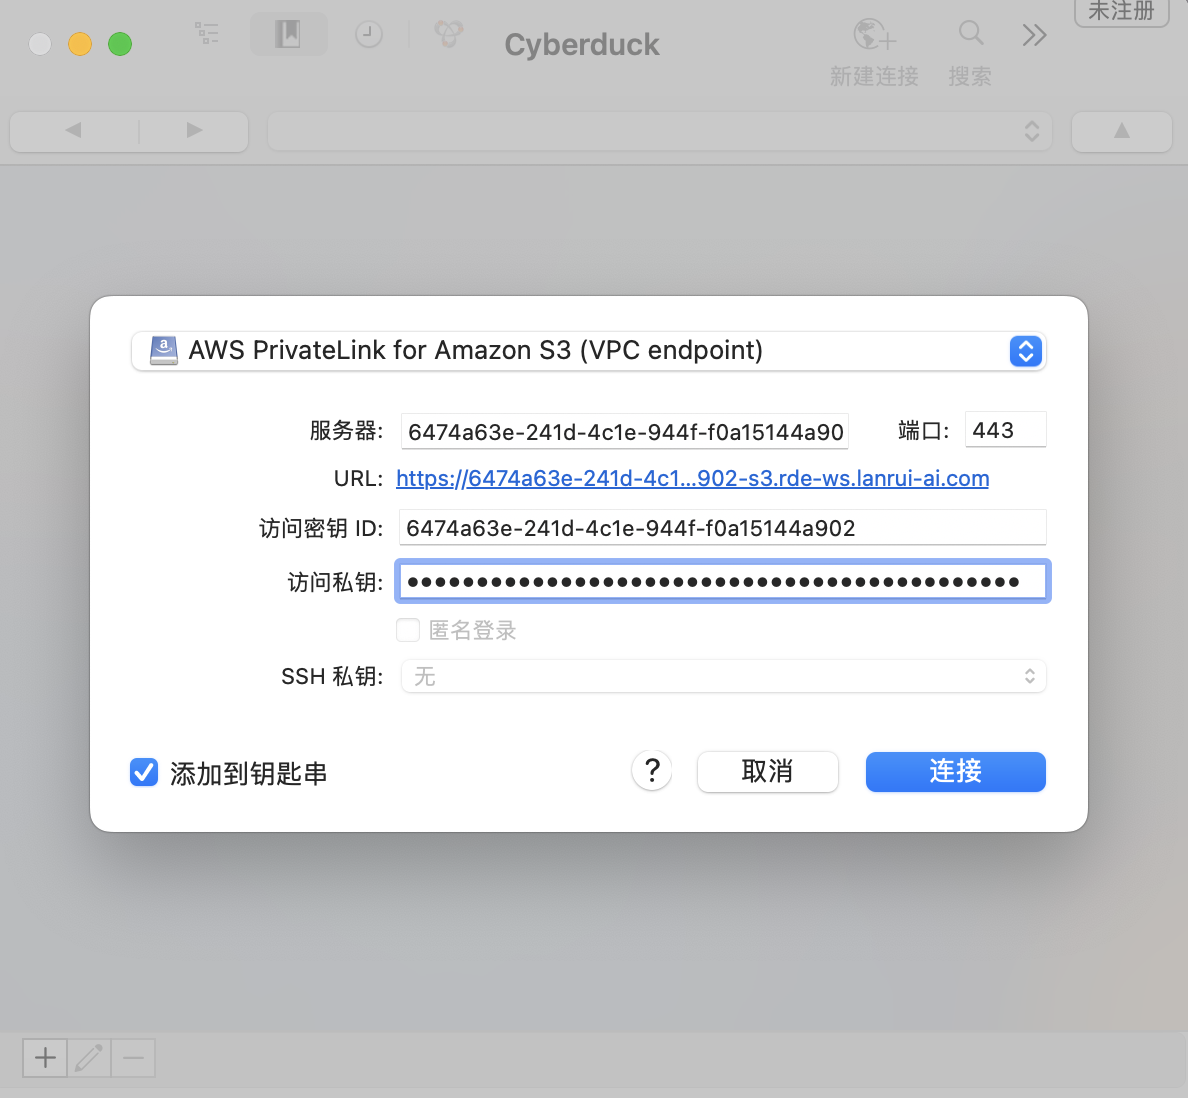 未注册
Cyberduck
新建连接
搜索
AWS PrivateLink for Amazon S3 (VPC endpoint)
服务器: 6474a63e-241d-4c1e-944f-f0a15144a90 端口: 443
URL: https://6474a63e-241d-4c1...902-s3.rde-ws.lanrui-ai.com
访问密钥 ID: 6474a63e-241d-4c1e-944f-f0a15144a902
访问私钥: ••••••••••••••••••••••••••••••••••••••••••••
匿名登录
SSH 私钥: 无
添加到钥匙串 ? 取消 连接